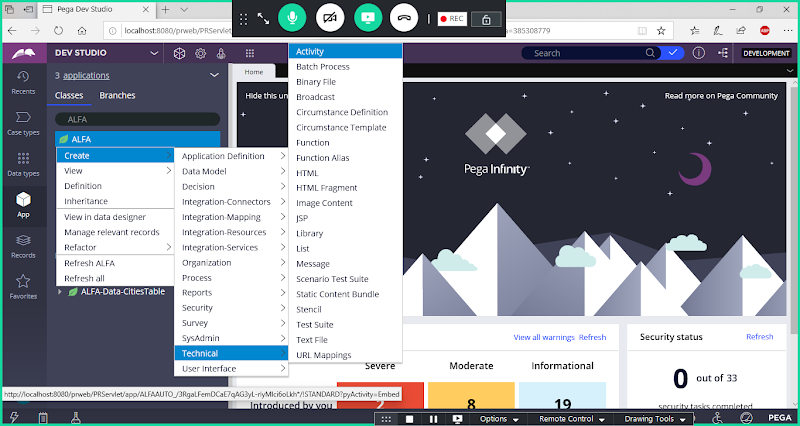 Pega Dev Studio
localhost:8080/prweb/PRServlet
a=385308779
REC
ABP
DEV STUDIO
Search
DEVELOPMENT
Recents
Case types
Data types
App
Records
Favorites
3 applications
Classes
Branches
ALFA
ALFA
Create
View
Definition
Inheritance
View in data designer
Manage relevant records
Refactor
Refresh ALFA
Refresh all
ALFA-Data-CitiesTable
Application Definition
Data Model
Decision
Integration-Connectors
Integration-Mapping
Integration-Resources
Integration-Services
Organization
Process
Reports
Security
Survey
SysAdmin
Technical
User Interface
Activity
Batch Process
Binary File
Broadcast
Circumstance Definition
Circumstance Template
Function
Function Alias
HTML
HTML Fragment
Image Content
JSP
Library
List
Message
Scenario Test Suite
Static Content Bundle
Stencil
Test Suite
Text File
URL Mappings
Home
Hide this
Read more on Pega Community
Pega Infinity™
View all warnings Refresh
Severe
Moderate
Informational
Introduced by you
2
8
19
Security status
Refresh
0 out of 33
security tasks completed
http://localhost:8080/prweb/PRServlet/app/ALFAAUTO_/3RgaLFemDCaE7qAG3yL-riyMIci6oLkh*/!STANDARD?pyActivity=Embed
Options
Remote Control
Drawing Tools
PEGA